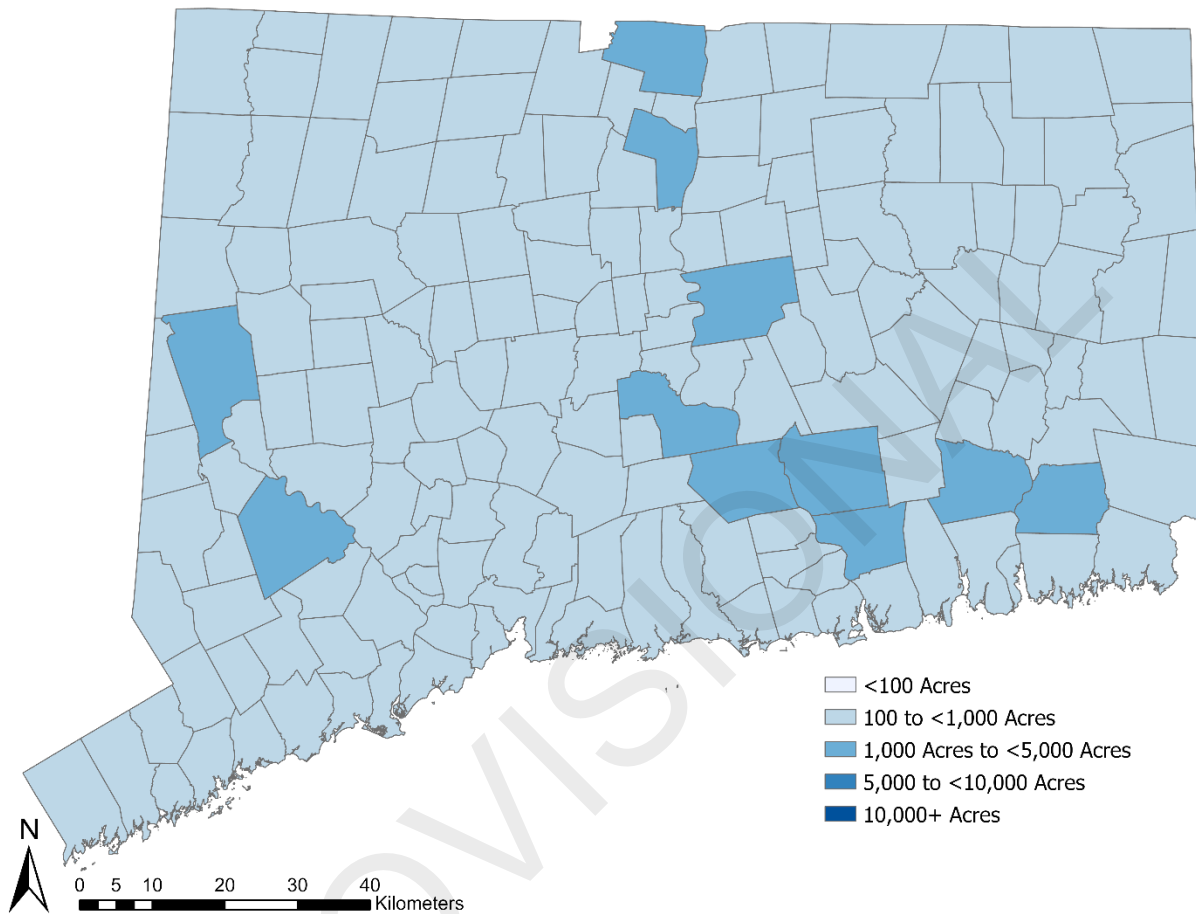 PROVISIONAL
<100 Acres
100 to <1,000 Acres
1,000 Acres to <5,000 Acres
5,000 to <10,000 Acres
10,000+ Acres
N
0 5 10 20 30 40
Kilometers